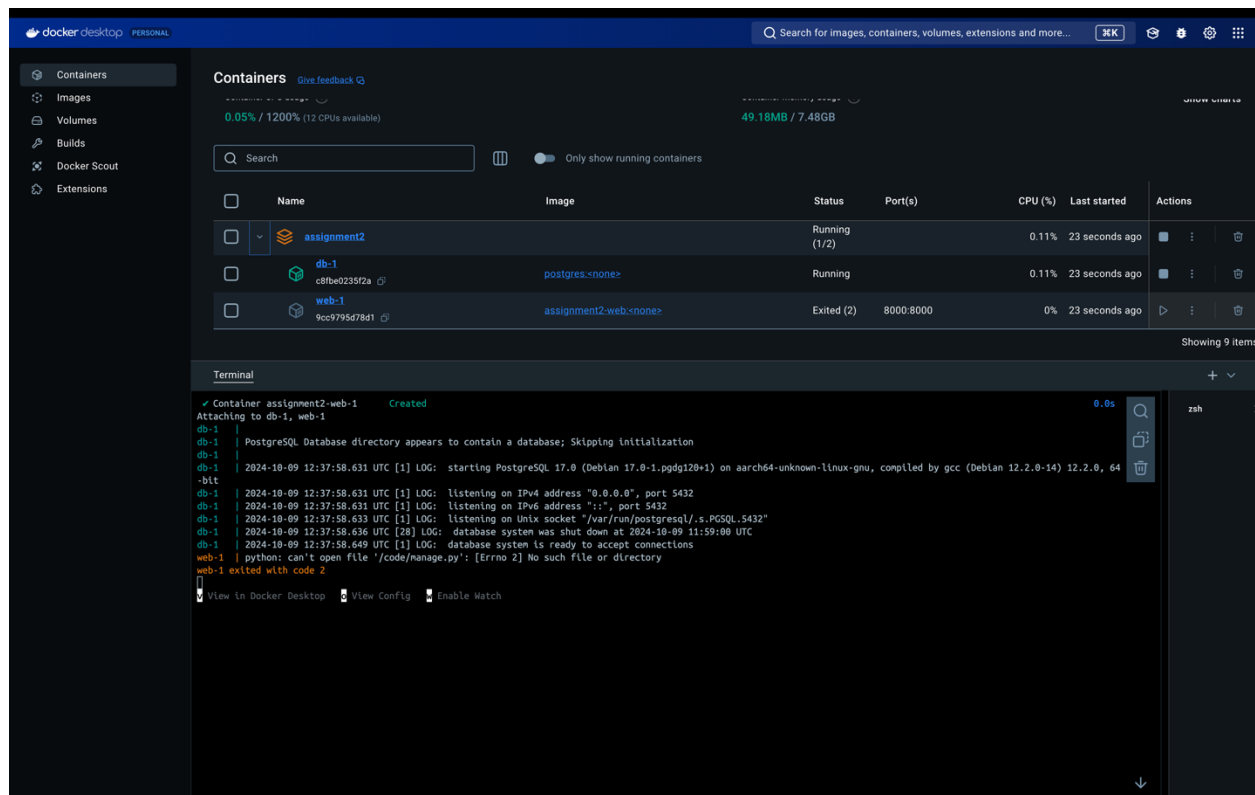 docker desktop PERSONAL
Search for images, containers, volumes, extensions and more... ⌘K
Containers
Images
Volumes
Builds
Docker Scout
Extensions
Containers Give feedback
0.05% / 1200% (12 CPUs available)
49.18MB / 7.48GB
Show charts
Search
Only show running containers
Name Image Status Port(s) CPU (%) Last started Actions
assignment2 Running (1/2) 0.11% 23 seconds ago
db-1
c8fbe0235f2a postgres:<none> Running 0.11% 23 seconds ago
web-1
9cc9795d78d1 assignment2-web:<none> Exited (2) 8000:8000 0% 23 seconds ago
Showing 9 items
Terminal
zsh
✔ Container assignment2-web-1 Created 0.0s
Attaching to db-1, web-1
db-1 |
db-1 | PostgreSQL Database directory appears to contain a database; Skipping initialization
db-1 |
db-1 | 2024-10-09 12:37:58.631 UTC [1] LOG: starting PostgreSQL 17.0 (Debian 17.0-1.pgdg120+1) on aarch64-unknown-linux-gnu, compiled by gcc (Debian 12.2.0-14) 12.2.0, 64
-bit
db-1 | 2024-10-09 12:37:58.631 UTC [1] LOG: listening on IPv4 address "0.0.0.0", port 5432
db-1 | 2024-10-09 12:37:58.631 UTC [1] LOG: listening on IPv6 address "::", port 5432
db-1 | 2024-10-09 12:37:58.633 UTC [1] LOG: listening on Unix socket "/var/run/postgresql/.s.PGSQL.5432"
db-1 | 2024-10-09 12:37:58.636 UTC [28] LOG: database system was shut down at 2024-10-09 11:59:00 UTC
db-1 | 2024-10-09 12:37:58.649 UTC [1] LOG: database system is ready to accept connections
web-1 | python: can't open file '/code/manage.py': [Errno 2] No such file or directory
web-1 exited with code 2
v View in Docker Desktop o View Config w Enable Watch